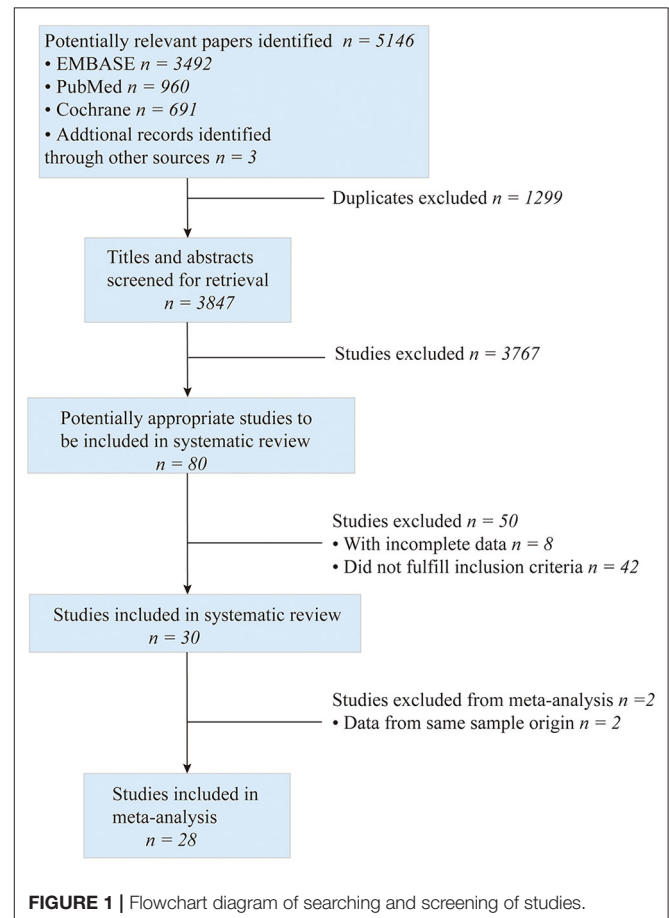 Potentially relevant papers identified n = 5146
• EMBASE n = 3492
• PubMed n = 960
• Cochrane n = 691
• Addtional records identified
through other sources n = 3
Duplicates excluded n = 1299
Titles and abstracts
screened for retrieval
n = 3847
Studies excluded n = 3767
Potentially appropriate studies to
be included in systematic review
n = 80
Studies excluded n = 50
• With incomplete data n = 8
• Did not fulfill inclusion criteria n = 42
Studies included in systematic review
n = 30
Studies excluded from meta-analysis n =2
• Data from same sample origin n = 2
Studies included in
meta-analysis
n = 28
FIGURE 1 | Flowchart diagram of searching and screening of studies.